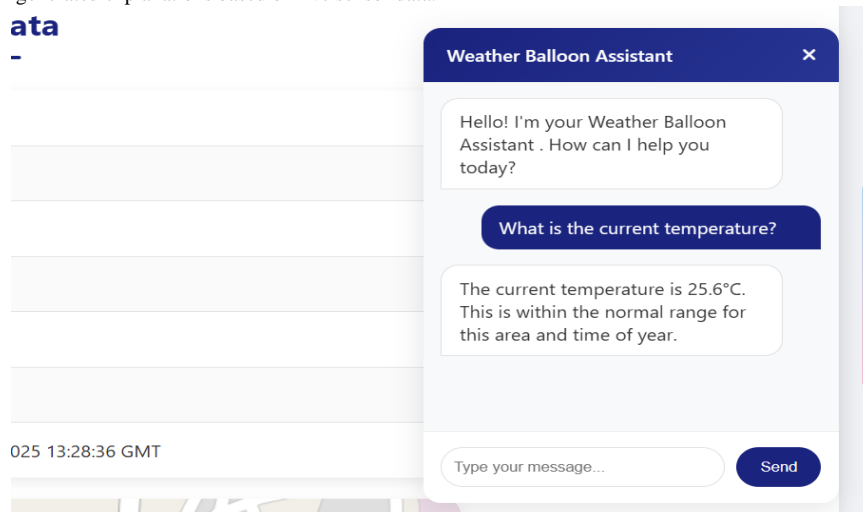 ata
Weather Balloon Assistant ×
Hello! I'm your Weather Balloon
Assistant . How can I help you
today?
What is the current temperature?
The current temperature is 25.6°C.
This is within the normal range for
this area and time of year.
025 13:28:36 GMT
Type your message...
Send